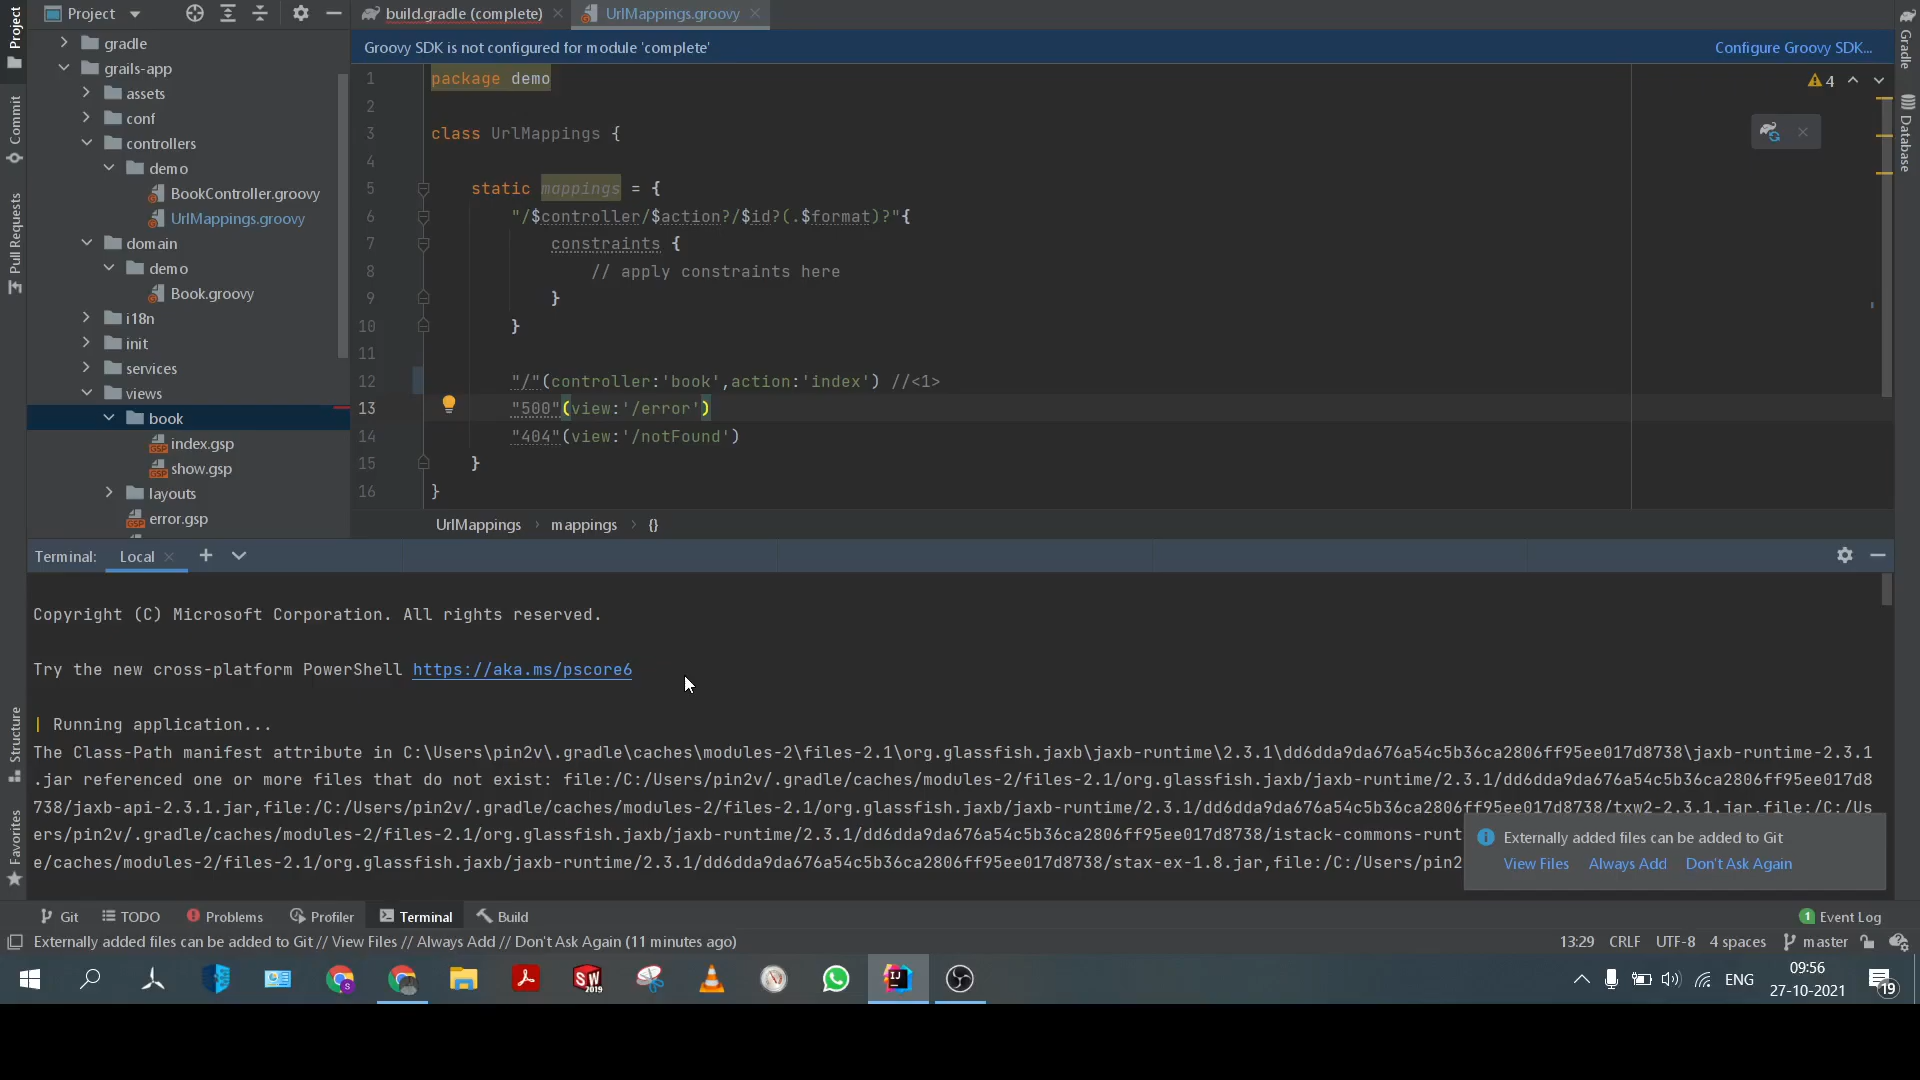 Project
build.gradle (complete)
UrlMappings.groovy
Groovy SDK is not configured for module 'complete'
Configure Groovy SDK...
gradle
grails-app
assets
conf
controllers
demo
BookController.groovy
UrlMappings.groovy
domain
demo
Book.groovy
i18n
init
services
views
book
index.gsp
show.gsp
layouts
error.gsp
1 package demo
2
3 class UrlMappings {
4
5 static mappings = {
6 "/$controller/$action?/$id?(.$format)?"{
7 constraints {
8 // apply constraints here
9 }
10 }
11
12 "/"(controller:'book',action:'index') //<1>
13 "500"(view:'/error')
14 "404"(view:'/notFound')
15 }
16 }
4
UrlMappings › mappings › {}
Project
Commit
Pull Requests
Structure
Favorites
Gradle
Database
Terminal: Local
Copyright (C) Microsoft Corporation. All rights reserved.
Try the new cross-platform PowerShell https://aka.ms/pscore6
| Running application...
The Class-Path manifest attribute in C:\Users\pin2v\.gradle\caches\modules-2\files-2.1\org.glassfish.jaxb\jaxb-runtime\2.3.1\dd6dda9da676a54c5b36ca2806ff95ee017d8738\jaxb-runtime-2.3.1
.jar referenced one or more files that do not exist: file:/C:/Users/pin2v/.gradle/caches/modules-2/files-2.1/org.glassfish.jaxb/jaxb-runtime/2.3.1/dd6dda9da676a54c5b36ca2806ff95ee017d8
738/jaxb-api-2.3.1.jar,file:/C:/Users/pin2v/.gradle/caches/modules-2/files-2.1/org.glassfish.jaxb/jaxb-runtime/2.3.1/dd6dda9da676a54c5b36ca2806ff95ee017d8738/txw2-2.3.1.jar,file:/C:/Us
ers/pin2v/.gradle/caches/modules-2/files-2.1/org.glassfish.jaxb/jaxb-runtime/2.3.1/dd6dda9da676a54c5b36ca2806ff95ee017d8738/istack-commons-runt
e/caches/modules-2/files-2.1/org.glassfish.jaxb/jaxb-runtime/2.3.1/dd6dda9da676a54c5b36ca2806ff95ee017d8738/stax-ex-1.8.jar,file:/C:/Users/pin2
Externally added files can be added to Git
View Files Always Add Don't Ask Again
Git TODO Problems Profiler Terminal Build
1 Event Log
Externally added files can be added to Git // View Files // Always Add // Don't Ask Again (11 minutes ago)
13:29 CRLF UTF-8 4 spaces master
SW
2019
IJ
ENG
09:56
27-10-2021
19